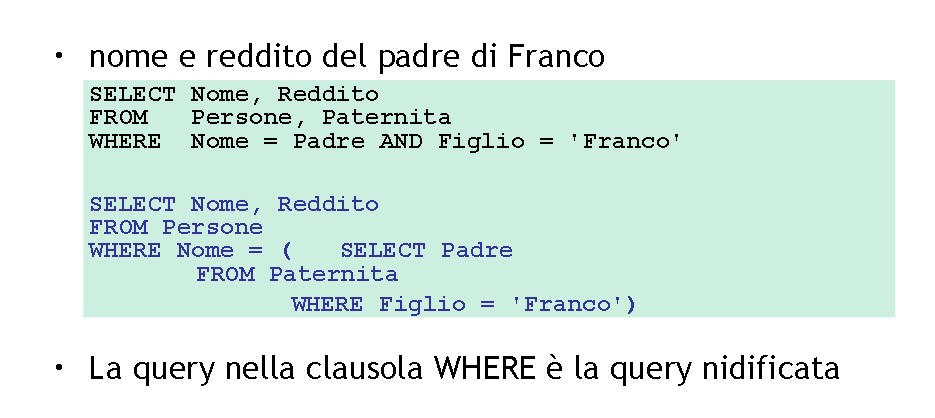 • nome e reddito del padre di Franco
SELECT Nome, Reddito
FROM Persone, Paternita
WHERE Nome = Padre AND Figlio = 'Franco'
SELECT Nome, Reddito
FROM Persone
WHERE Nome = ( SELECT Padre
FROM Paternita
WHERE Figlio = 'Franco')
• La query nella clausola WHERE è la query nidificata